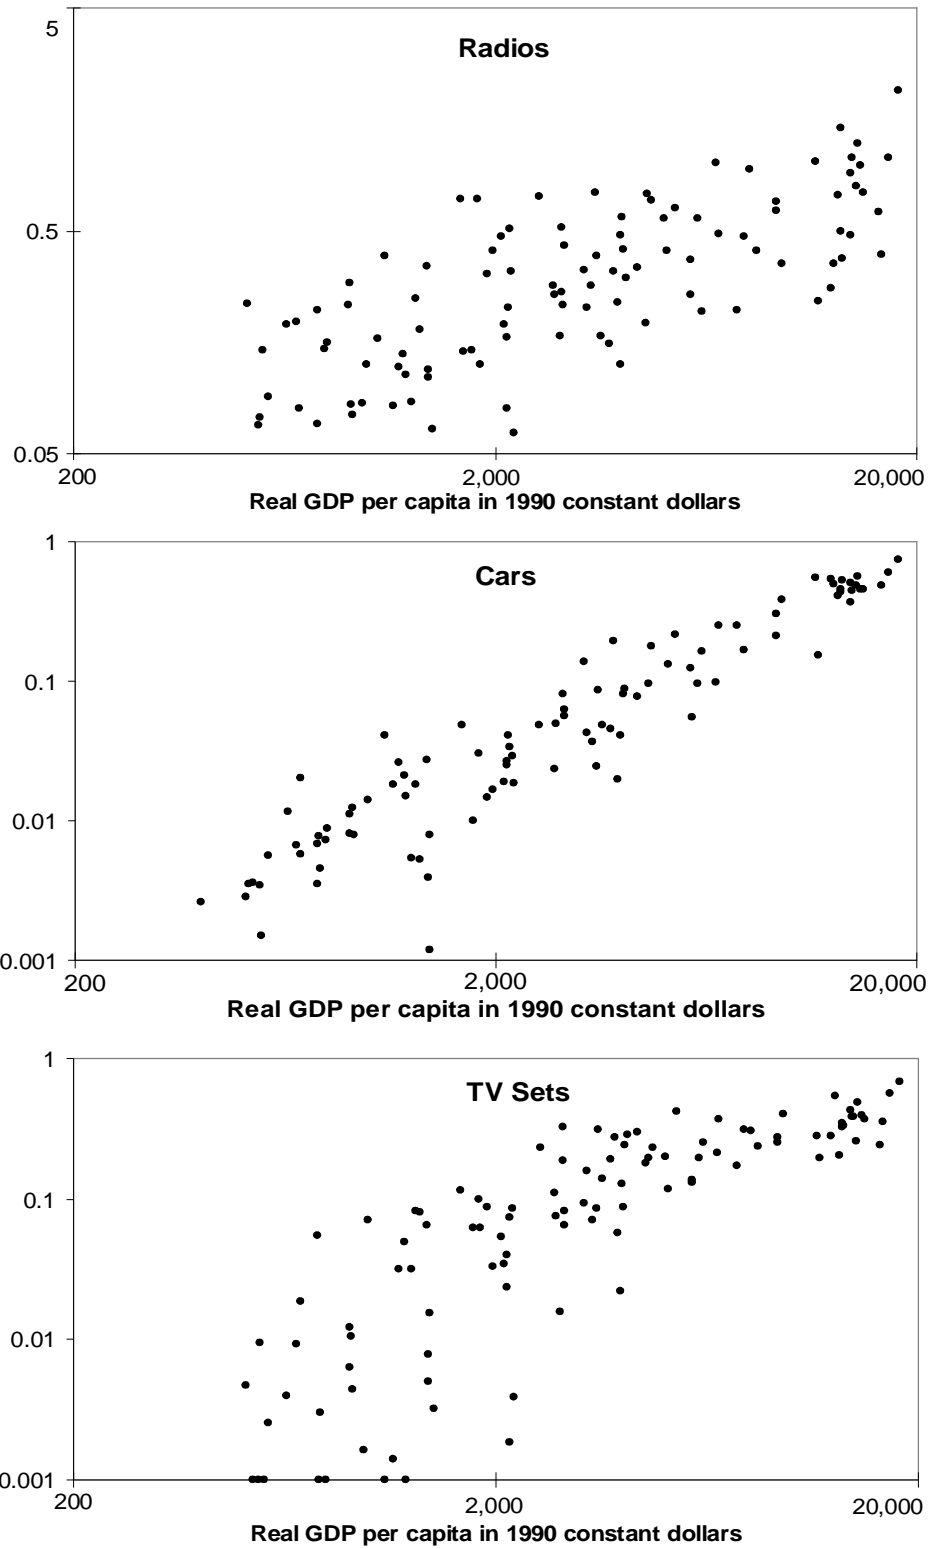 5
Radios
0.5
0.05
200 2,000 20,000
Real GDP per capita in 1990 constant dollars
1
Cars
0.1
0.01
0.001
200 2,000 20,000
Real GDP per capita in 1990 constant dollars
1
TV Sets
0.1
0.01
0.001
200 2,000 20,000
Real GDP per capita in 1990 constant dollars